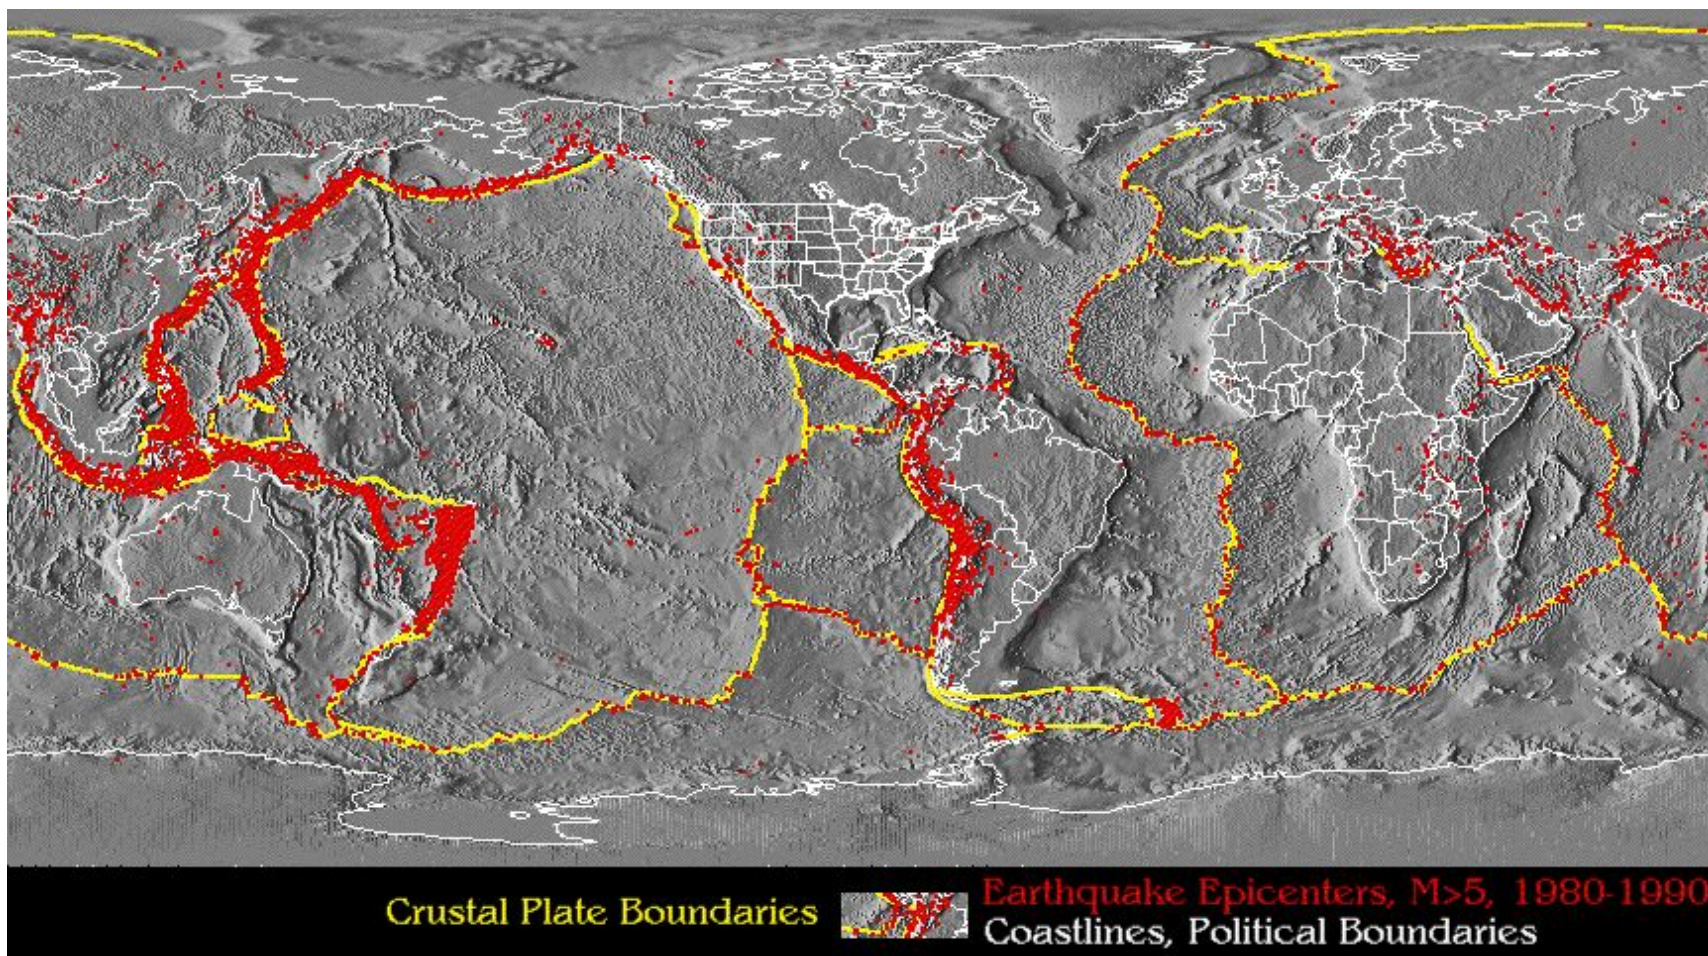 Crustal Plate Boundaries
Earthquake Epicenters, M>5, 1980-1990
Coastlines, Political Boundaries